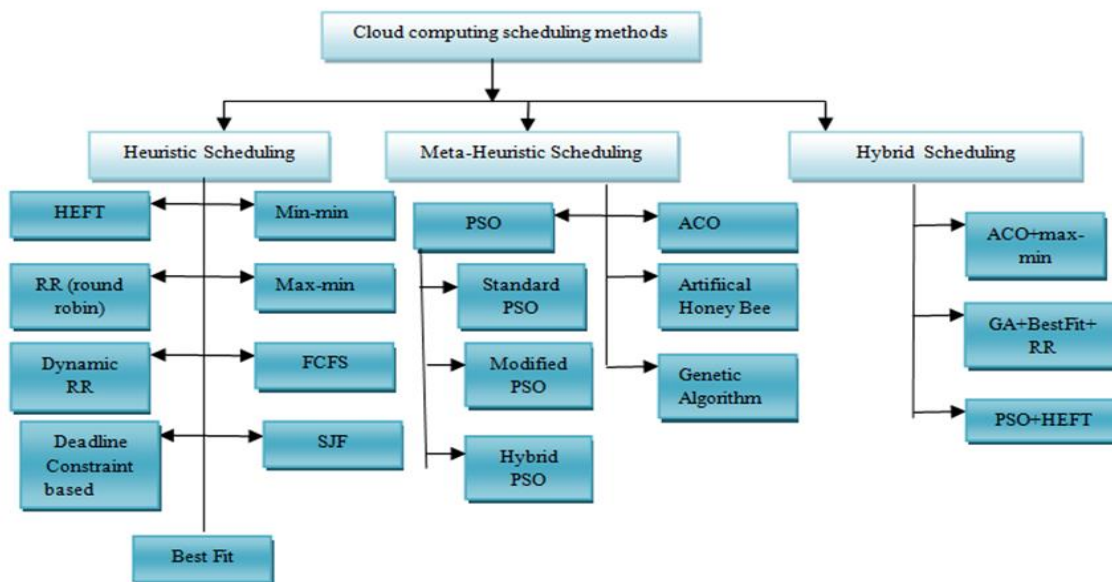 Cloud computing scheduling methods
Heuristic Scheduling
Meta-Heuristic Scheduling
Hybrid Scheduling
HEFT
Min-min
RR (round
robin)
Max-min
Dynamic
RR
FCFS
Deadline
Constraint
based
SJF
Best Fit
PSO
ACO
Standard
PSO
Artifiical
Honey Bee
Modified
PSO
Genetic
Algorithm
Hybrid
PSO
ACO+max-
min
GA+BestFit+
RR
PSO+HEFT